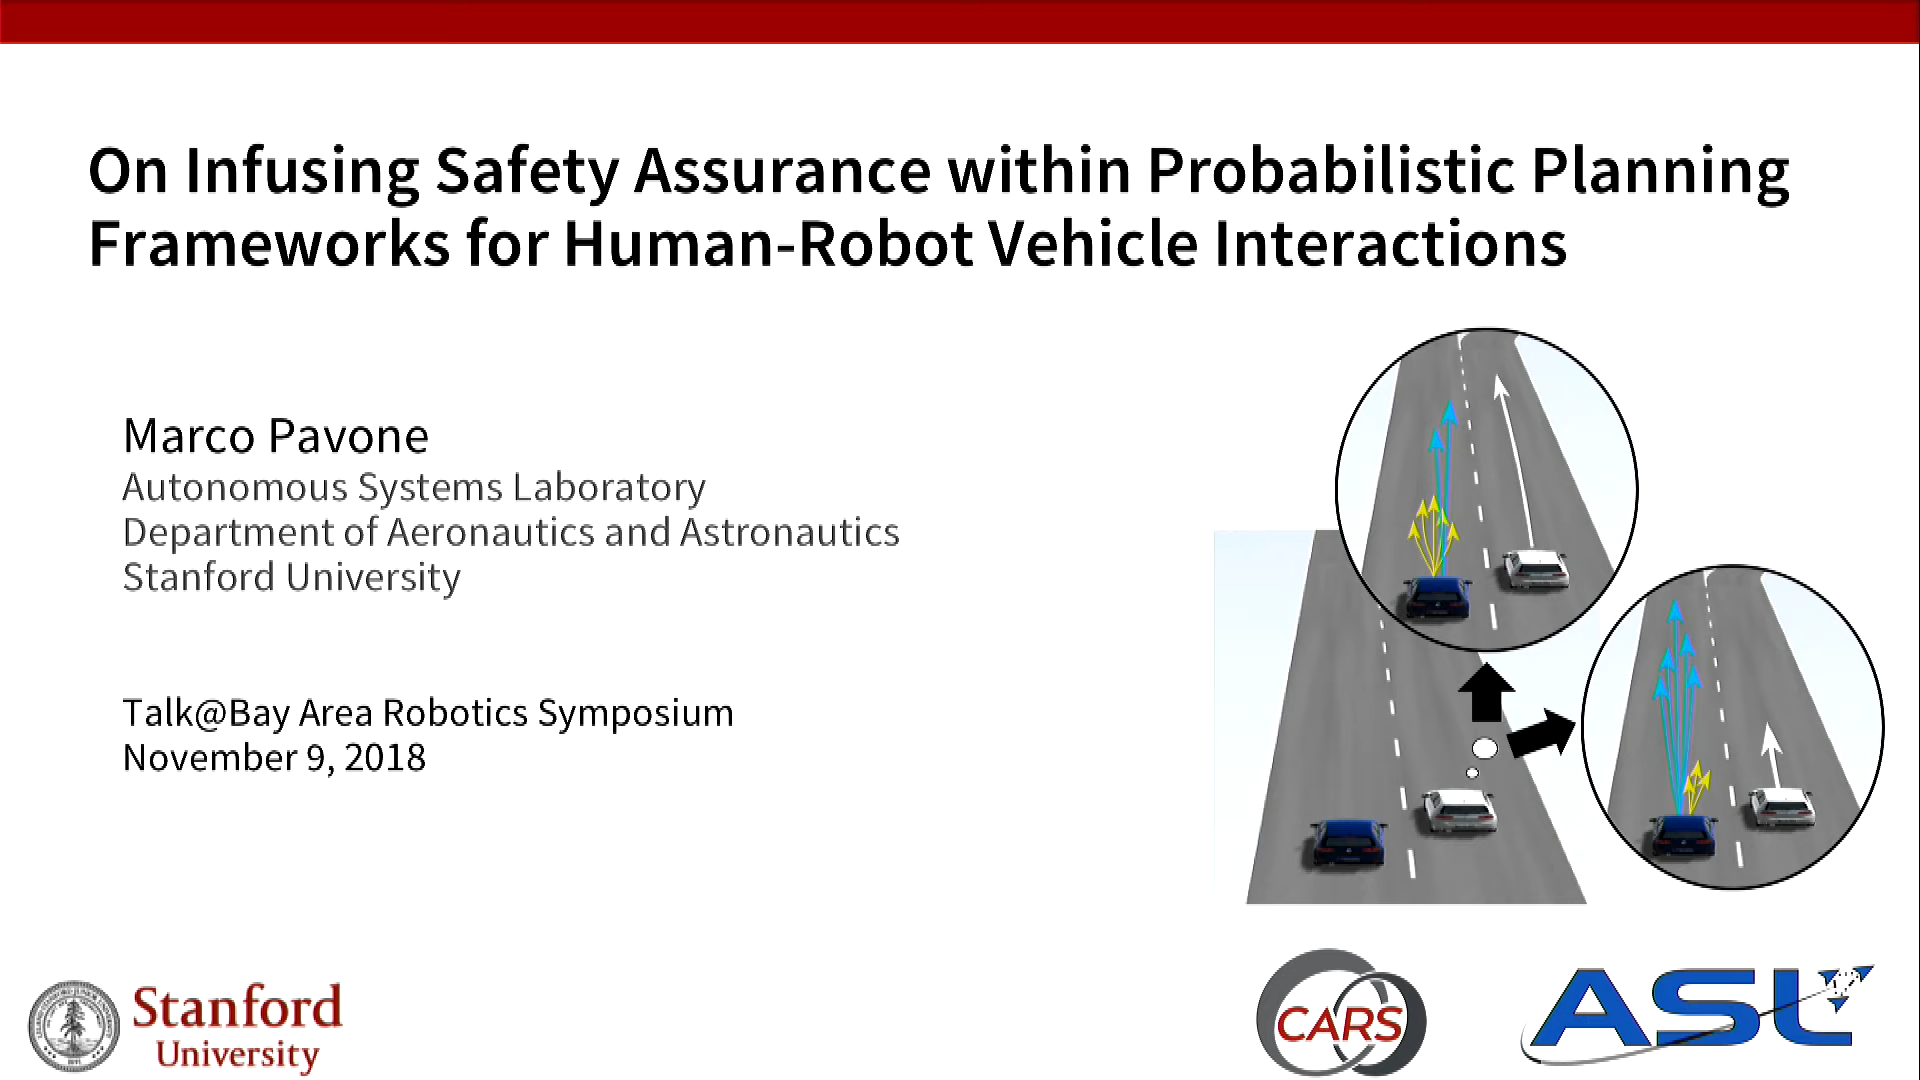 On Infusing Safety Assurance within Probabilistic Planning
Frameworks for Human-Robot Vehicle Interactions
Marco Pavone
Autonomous Systems Laboratory
Department of Aeronautics and Astronautics
Stanford University
Talk@Bay Area Robotics Symposium
November 9, 2018
Stanford
University
CARS
ASL